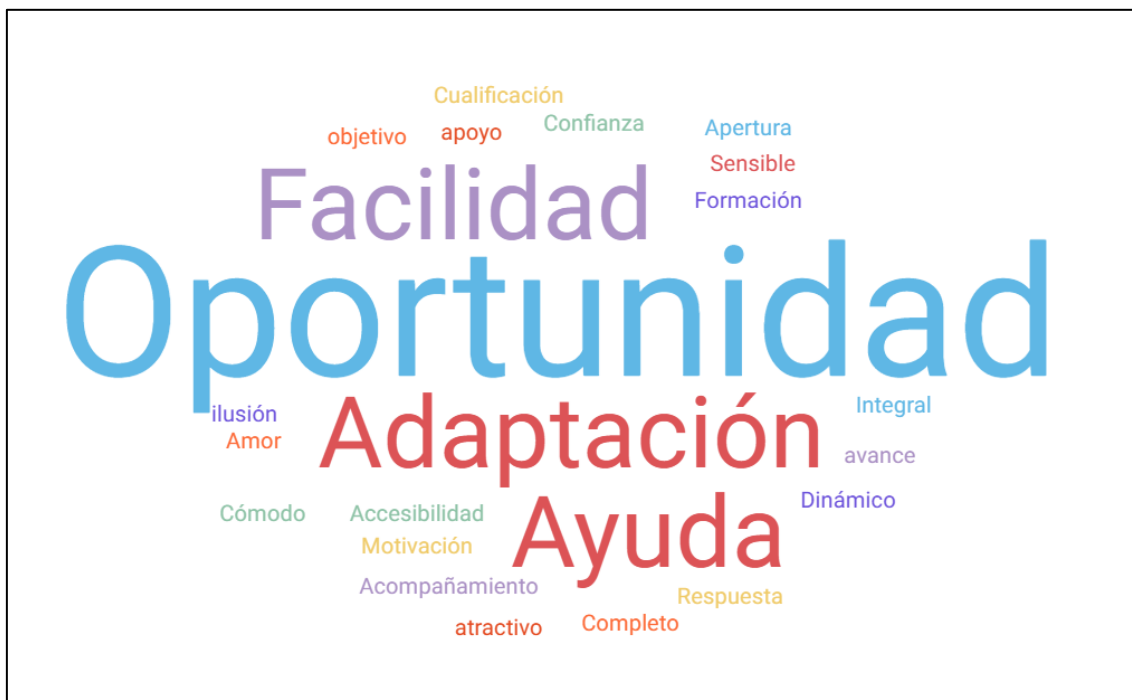 Cualificación
objetivo apoyo Confianza Apertura
Sensible
Facilidad Formación
Oportunidad
ilusión Adaptación Integral
Amor avance
Cómodo Accesibilidad Ayuda Dinámico
Motivación
Acompañamiento Respuesta
atractivo Completo